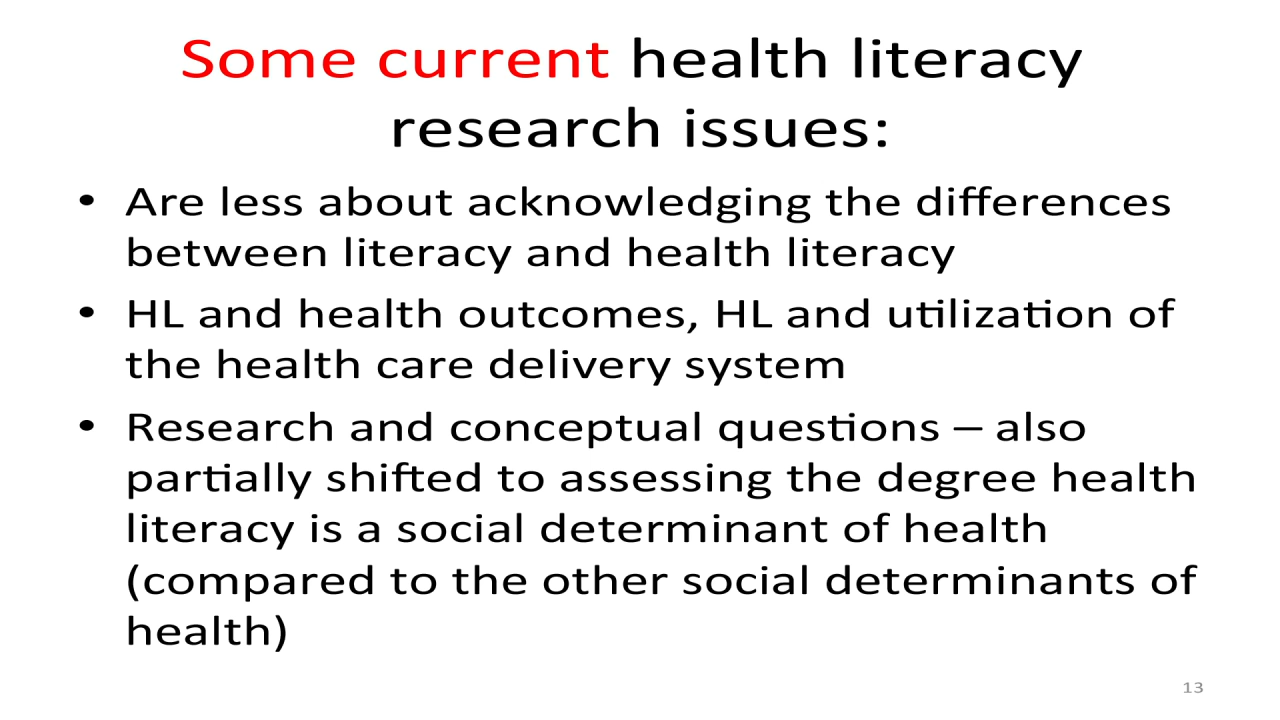 Some current health literacy
research issues:
• Are less about acknowledging the differences
between literacy and health literacy
• HL and health outcomes, HL and utilization of
the health care delivery system
• Research and conceptual questions – also
partially shifted to assessing the degree health
literacy is a social determinant of health
(compared to the other social determinants of
health)
13